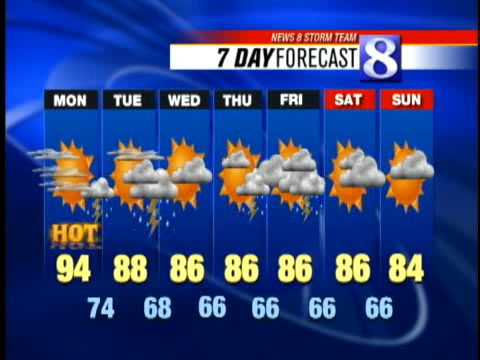 NEWS 8 STORM TEAM
7 DAY FORECAST 8
MON TUE WED THU FRI SAT SUN
HOT
94 88 86 86 86 86 84
74 68 66 66 66 66